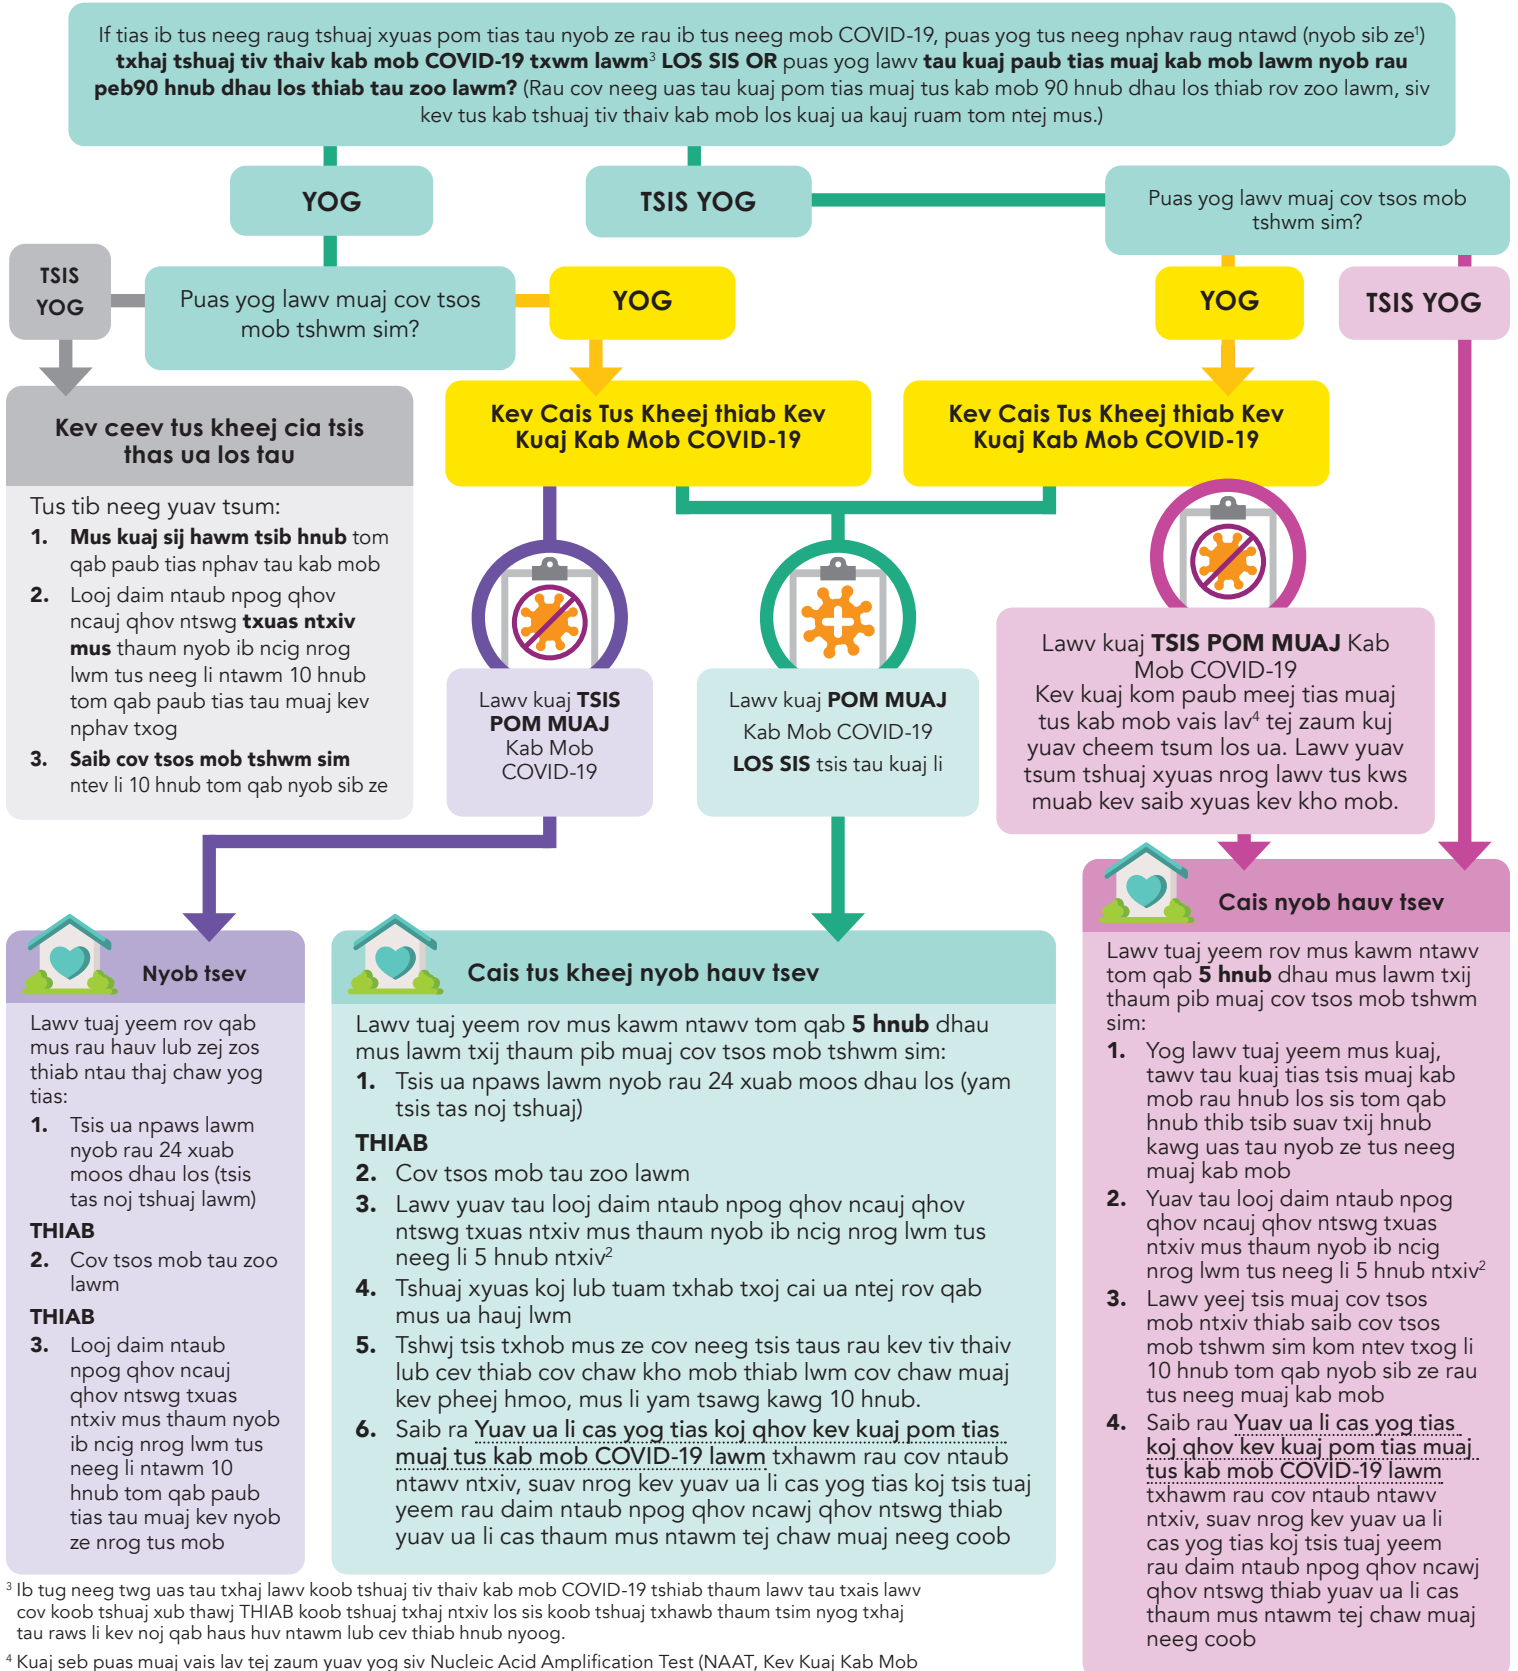 If tias ib tus neeg raug tshuaj xyuas pom tias tau nyob ze rau ib tus neeg mob COVID-19, puas yog tus neeg nphav raug ntawd (nyob sib ze¹)
txhaj tshuaj tiv thaiv kab mob COVID-19 txwm lawm³ LOS SIS OR puas yog lawv tau kuaj paub tias muaj kab mob lawm nyob rau
peb90 hnub dhau los thiab tau zoo lawm? (Rau cov neeg uas tau kuaj pom tias muaj tus kab mob 90 hnub dhau los thiab rov zoo lawm, siv
kev tus kab tshuaj tiv thaiv kab mob los kuaj ua kauj ruam tom ntej mus.)
YOG
TSIS YOG
Puas yog lawv muaj cov tsos mob
tshwm sim?
TSIS
YOG
Puas yog lawv muaj cov tsos
mob tshwm sim?
YOG
YOG
TSIS YOG
Kev ceev tus kheej cia tsis
thas ua los tau
Tus tib neeg yuav tsum:
1. Mus kuaj sij hawm tsib hnub tom
qab paub tias nphav tau kab mob
2. Looj daim ntaub npog qhov
ncauj qhov ntswg txuas ntxiv
mus thaum nyob ib ncig nrog
lwm tus neeg li ntawm 10 hnub
tom qab paub tias tau muaj kev
nphav txog
3. Saib cov tsos mob tshwm sim
ntev li 10 hnub tom qab nyob sib ze
Kev Cais Tus Kheej thiab Kev
Kuaj Kab Mob COVID-19
Kev Cais Tus Kheej thiab Kev
Kuaj Kab Mob COVID-19
Lawv kuaj TSIS
POM MUAJ
Kab Mob
COVID-19
Lawv kuaj POM MUAJ
Kab Mob COVID-19
LOS SIS tsis tau kuaj li
Lawv kuaj TSIS POM MUAJ Kab
Mob COVID-19
Kev kuaj kom paub meej tias muaj
tus kab mob vais lav⁴ tej zaum kuj
yuav cheem tsum los ua. Lawv yuav
tsum tshuaj xyuas nrog lawv tus kws
muab kev saib xyuas kev kho mob.
Nyob tsev
Lawv tuaj yeem rov qab
mus rau hauv lub zej zos
thiab ntau thaj chaw yog
tias:
1. Tsis ua npaws lawm
nyob rau 24 xuab
moos dhau los (tsis
tas noj tshuaj lawm)
THIAB
2. Cov tsos mob tau zoo
lawm
THIAB
3. Looj daim ntaub
npog qhov ncauj
qhov ntswg txuas
ntxiv mus thaum nyob
ib ncig nrog lwm tus
neeg li ntawm 10
hnub tom qab paub
tias tau muaj kev nyob
ze nrog tus mob
Cais tus kheej nyob hauv tsev
Lawv tuaj yeem rov mus kawm ntawv tom qab 5 hnub dhau
mus lawm txij thaum pib muaj cov tsos mob tshwm sim:
1. Tsis ua npaws lawm nyob rau 24 xuab moos dhau los (yam
tsis tas noj tshuaj)
THIAB
2. Cov tsos mob tau zoo lawm
3. Lawv yuav tau looj daim ntaub npog qhov ncauj qhov
ntswg txuas ntxiv mus thaum nyob ib ncig nrog lwm tus
neeg li 5 hnub ntxiv²
4. Tshuaj xyuas koj lub tuam txhab txoj cai ua ntej rov qab
mus ua hauj lwm
5. Tshwj tsis txhob mus ze cov neeg tsis taus rau kev tiv thaiv
lub cev thiab cov chaw kho mob thiab lwm cov chaw muaj
kev pheej hmoo, mus li yam tsawg kawg 10 hnub.
6. Saib ra Yuav ua li cas yog tias koj qhov kev kuaj pom tias
muaj tus kab mob COVID-19 lawm txhawm rau cov ntaub
ntawv ntxiv, suav nrog kev yuav ua li cas yog tias koj tsis tuaj
yeem rau daim ntaub npog qhov ncawj qhov ntswg thiab
yuav ua li cas thaum mus ntawm tej chaw muaj neeg coob
Cais nyob hauv tsev
Lawv tuaj yeem rov mus kawm ntawv
tom qab 5 hnub dhau mus lawm txij
thaum pib muaj cov tsos mob tshwm
sim:
1. Yog lawv tuaj yeem mus kuaj,
tawv tau kuaj tias tsis muaj kab
mob rau hnub los sis tom qab
hnub thib tsib suav txij hnub
kawg uas tau nyob ze tus neeg
muaj kab mob
2. Yuav tau looj daim ntaub npog
qhov ncauj qhov ntswg txuas
ntxiv mus thaum nyob ib ncig
nrog lwm tus neeg li 5 hnub ntxiv²
3. Lawv yeej tsis muaj cov tsos
mob ntxiv thiab saib cov tsos
mob tshwm sim kom ntev txog li
10 hnub tom qab nyob sib ze rau
tus neeg muaj kab mob
4. Saib rau Yuav ua li cas yog tias
koj qhov kev kuaj pom tias muaj
tus kab mob COVID-19 lawm
txhawm rau cov ntaub ntawv
ntxiv, suav nrog kev yuav ua li
cas yog tias koj tsis tuaj yeem
rau daim ntaub npog qhov ncawj
qhov ntswg thiab yuav ua li cas
thaum mus ntawm tej chaw muaj
neeg coob
³ Ib tug neeg twg uas tau txhaj lawv koob tshuaj tiv thaiv kab mob COVID-19 tshiab thaum lawv tau txais lawv
cov koob tshuaj xub thawj THIAB koob tshuaj txhaj ntxiv los sis koob tshuaj txhawb thaum tsim nyog txhaj
tau raws li kev noj qab haus huv ntawm lub cev thiab hnub nyoog.
⁴ Kuaj seb puas muaj vais lav tej zaum yuav yog siv Nucleic Acid Amplification Test (NAAT, Kev Kuaj Kab Mob